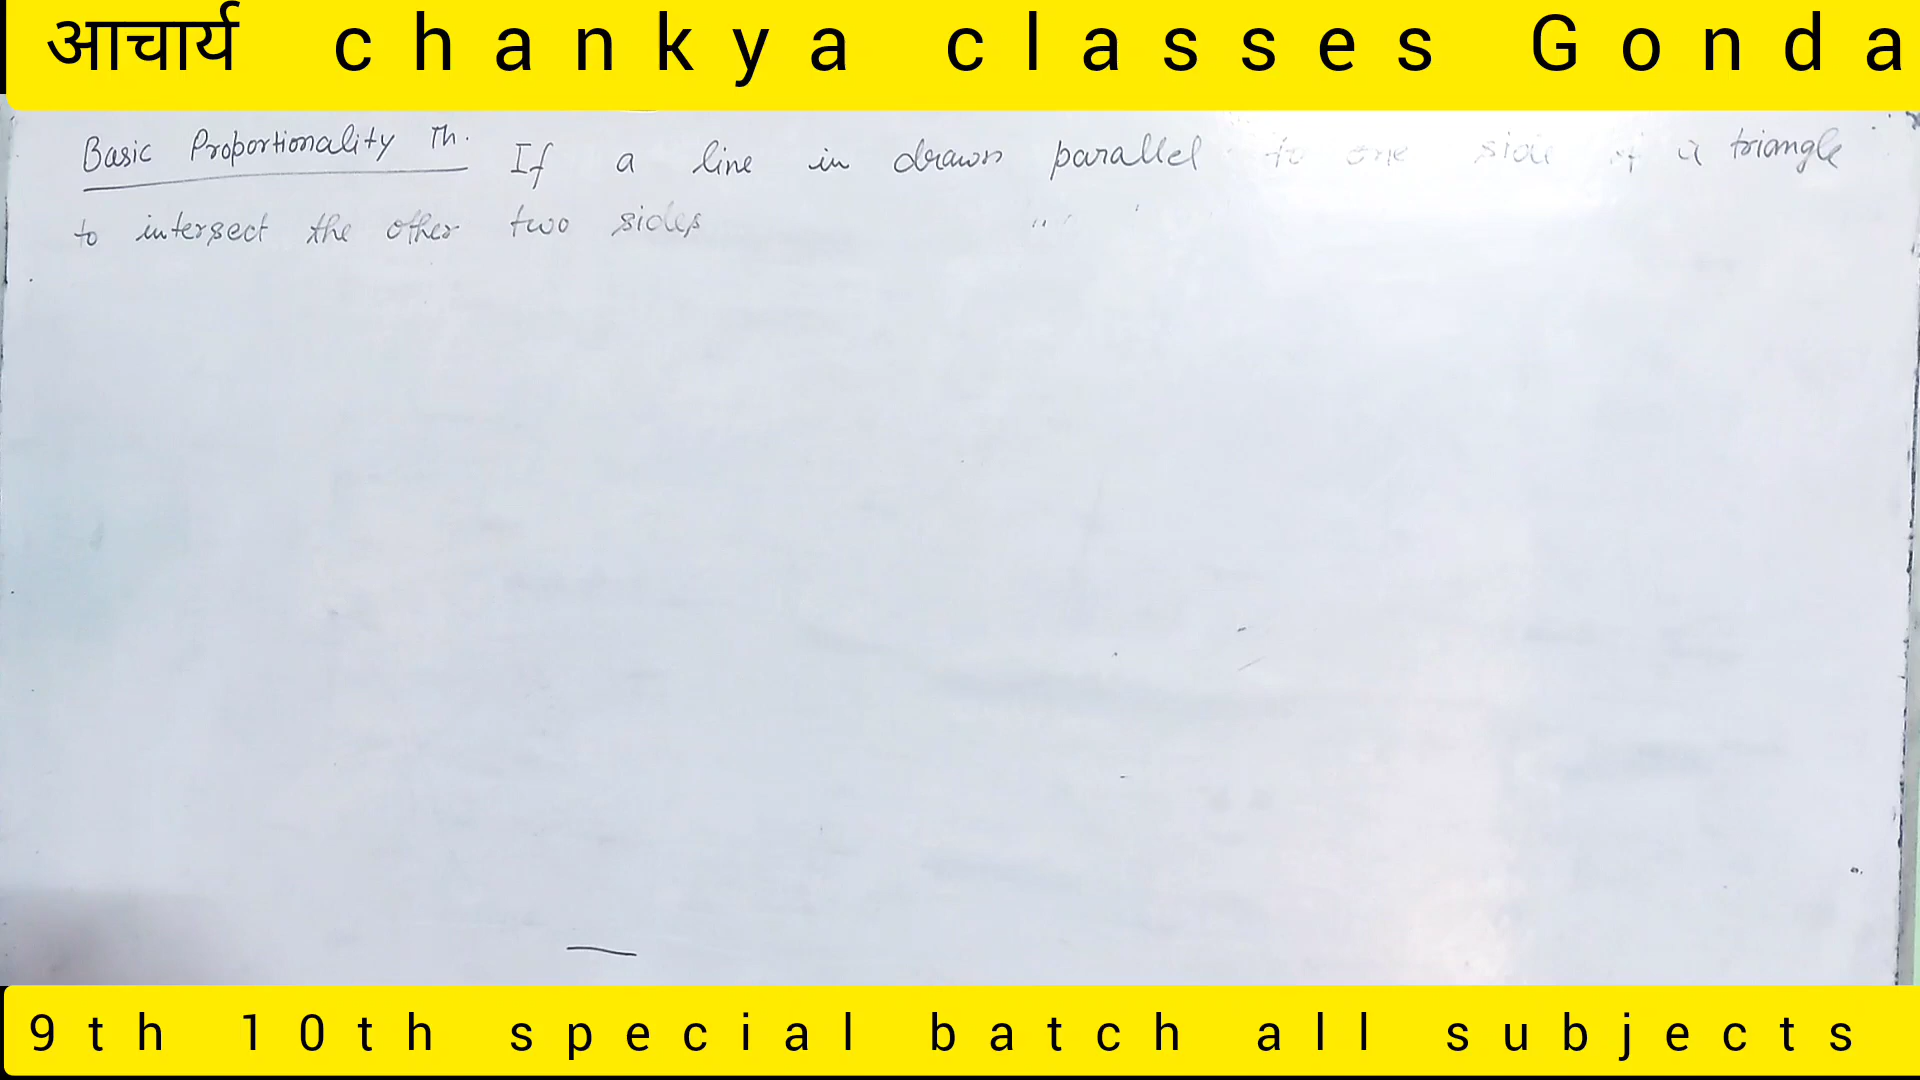 आचार्य chankya classes Gonda
Basic Proportionality Th. If a line in drawn parallel to one side of a triangle
to intersect the other two sides
9th 10th special batch all subjects